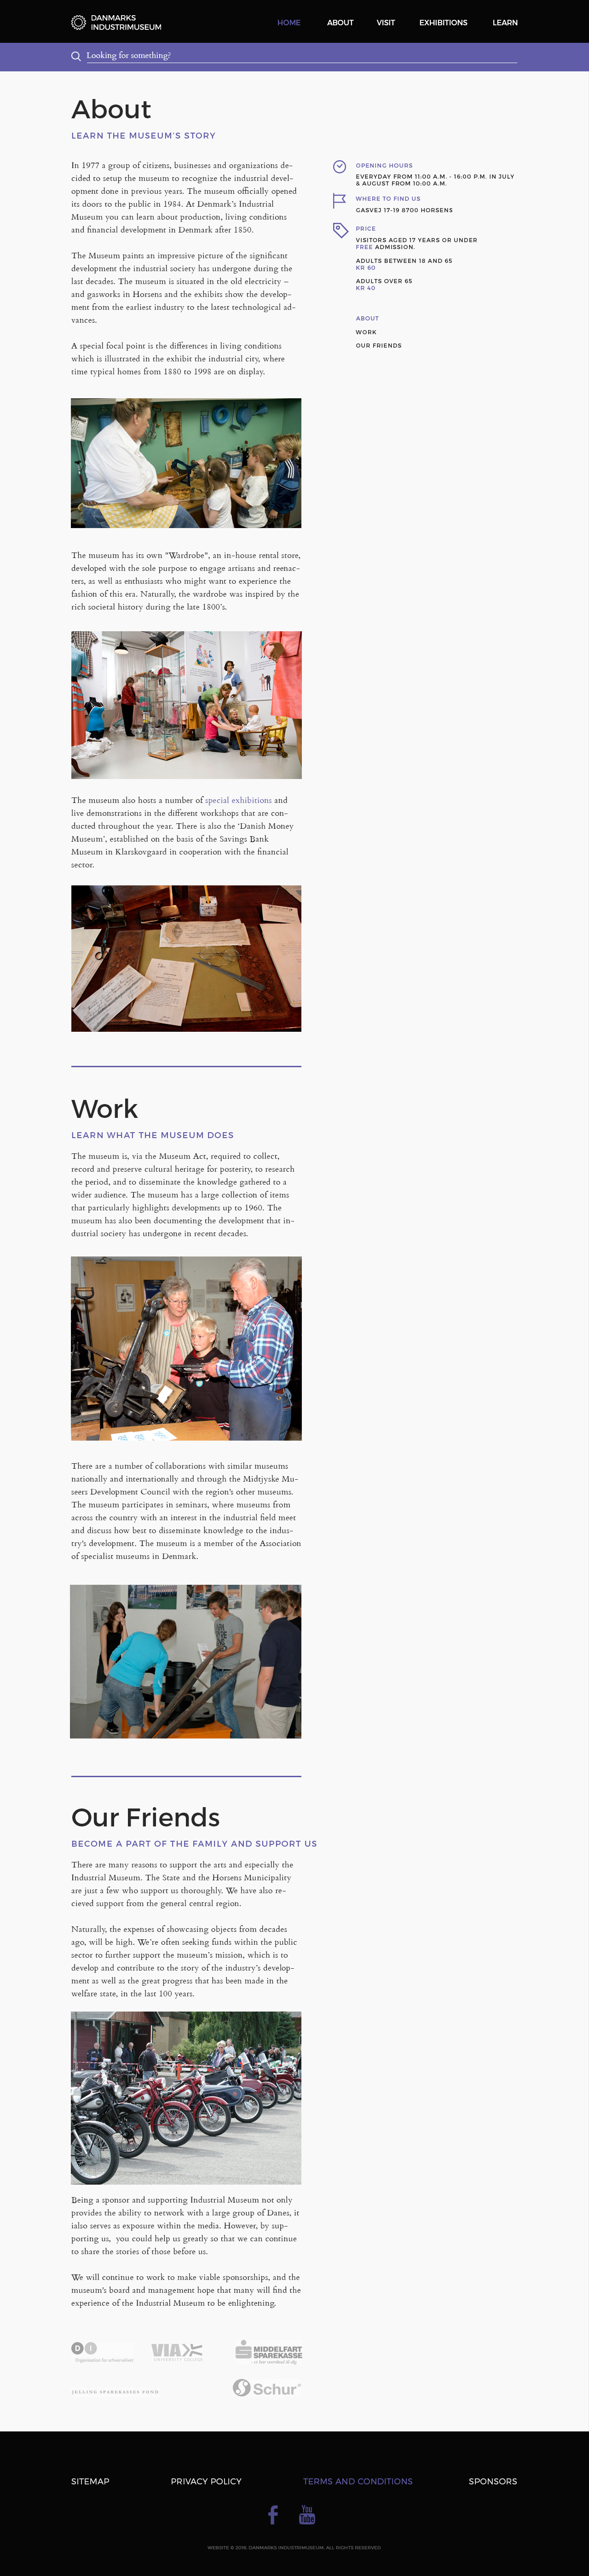 DANMARKS
INDUSTRIMUSEUM
HOME ABOUT VISIT EXHIBITIONS LEARN
Looking for something?
About
LEARN THE MUSEUM'S STORY
In 1977 a group of citizens, businesses and organizations de-
cided to setup the museum to recognize the industrial devel-
opment done in previous years. The museum officially opened
its doors to the public in 1984. At Denmark's Industrial
Museum you can learn about production, living conditions
and financial development in Denmark after 1850.
The Museum paints an impressive picture of the significant
development the industrial society has undergone during the
last decades. The museum is situated in the old electricity –
and gasworks in Horsens and the exhibits show the develop-
ment from the earliest industry to the latest technological ad-
vances.
A special focal point is the differences in living conditions
which is illustrated in the exhibit the industrial city, where
time typical homes from 1880 to 1998 are on display.
OPENING HOURS
EVERYDAY FROM 11:00 A.M. - 16:00 P.M. IN JULY
& AUGUST FROM 10:00 A.M.
WHERE TO FIND US
GASVEJ 17-19 8700 HORSENS
PRICE
VISITORS AGED 17 YEARS OR UNDER
FREE ADMISSION.
ADULTS BETWEEN 18 AND 65
KR 60
ADULTS OVER 65
KR 40
ABOUT
WORK
OUR FRIENDS
The museum has its own "Wardrobe", an in-house rental store,
developed with the sole purpose to engage artisans and reenac-
ters, as well as enthusiasts who might want to experience the
fashion of this era. Naturally, the wardrobe was inspired by the
rich societal history during the late 1800's.
The museum also hosts a number of special exhibitions and
live demonstrations in the different workshops that are con-
ducted throughout the year. There is also the 'Danish Money
Museum', established on the basis of the Savings Bank
Museum in Klarskovgaard in cooperation with the financial
sector.
Work
LEARN WHAT THE MUSEUM DOES
The museum is, via the Museum Act, required to collect,
record and preserve cultural heritage for posterity, to research
the period, and to disseminate the knowledge gathered to a
wider audience. The museum has a large collection of items
that particularly highlights developments up to 1960. The
museum has also been documenting the development that in-
dustrial society has undergone in recent decades.
There are a number of collaborations with similar museums
nationally and internationally and through the Midtjyske Mu-
seers Development Council with the region's other museums.
The museum participates in seminars, where museums from
across the country with an interest in the industrial field meet
and discuss how best to disseminate knowledge to the indus-
try's development. The museum is a member of the Association
of specialist museums in Denmark.
Our Friends
BECOME A PART OF THE FAMILY AND SUPPORT US
There are many reasons to support the arts and especially the
Industrial Museum. The State and the Horsens Municipality
are just a few who support us thoroughly. We have also re-
cieved support from the general central region.
Naturally, the expenses of showcasing objects from decades
ago, will be high. We're often seeking funds within the public
sector to further support the museum's mission, which is to
develop and contribute to the story of the industry's develop-
ment as well as the great progress that has been made in the
welfare state, in the last 100 years.
Being a sponsor and supporting Industrial Museum not only
provides the ability to network with a large group of Danes, it
ialso serves as exposure within the media. However, by sup-
porting us, you could help us greatly so that we can continue
to share the stories of those before us.
We will continue to work to make viable sponsorships, and the
museum's board and management hope that many will find the
experience of the Industrial Museum to be enlightening.
DI
Organisation for erhvervslivet
VIA
UNIVERSITY COLLEGE
MIDDELFART
SPAREKASSE
JELLING SPAREKASSES FOND
Schur
SITEMAP PRIVACY POLICY TERMS AND CONDITIONS SPONSORS
You
Tube
WEBSITE © 2016. DANMARKS INDUSTRIMUSEUM. ALL RIGHTS RESERVED